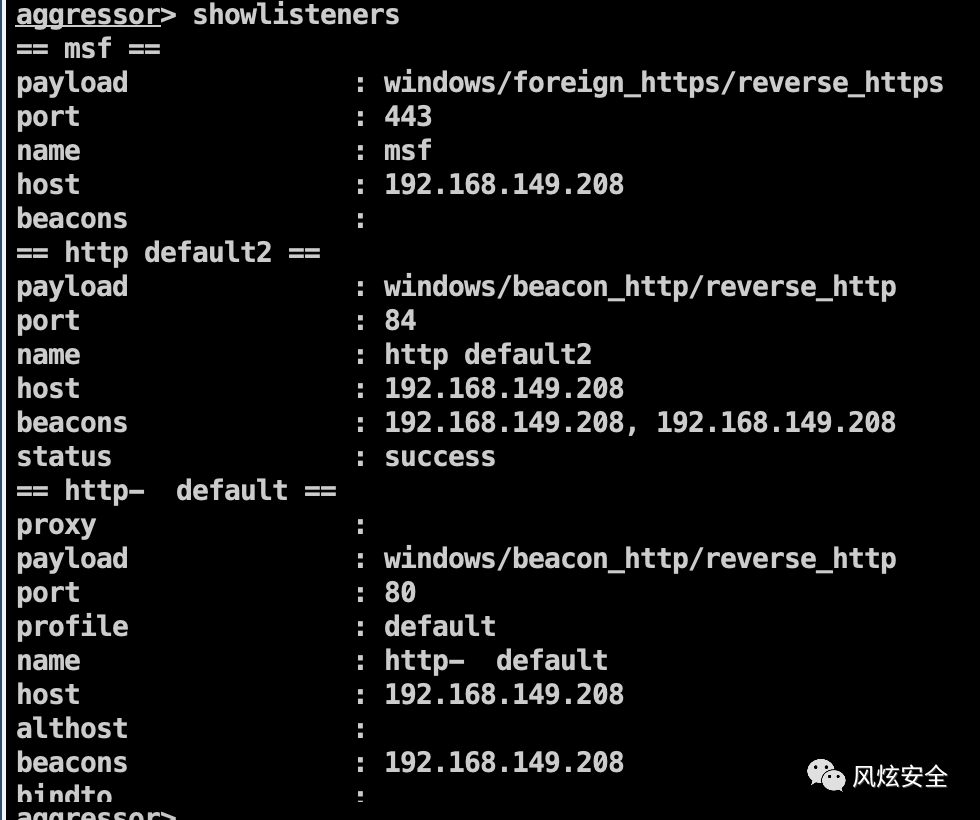 aggressor> showlisteners
== msf ==
payload : windows/foreign_https/reverse_https
port : 443
name : msf
host : 192.168.149.208
beacons :
== http default2 ==
payload : windows/beacon_http/reverse_http
port : 84
name : http default2
host : 192.168.149.208
beacons : 192.168.149.208, 192.168.149.208
status : success
== http-  default ==
proxy :
payload : windows/beacon_http/reverse_http
port : 80
profile : default
name : http-  default
host : 192.168.149.208
althost :
beacons : 192.168.149.208
bindto :
aggressor>
风炫安全